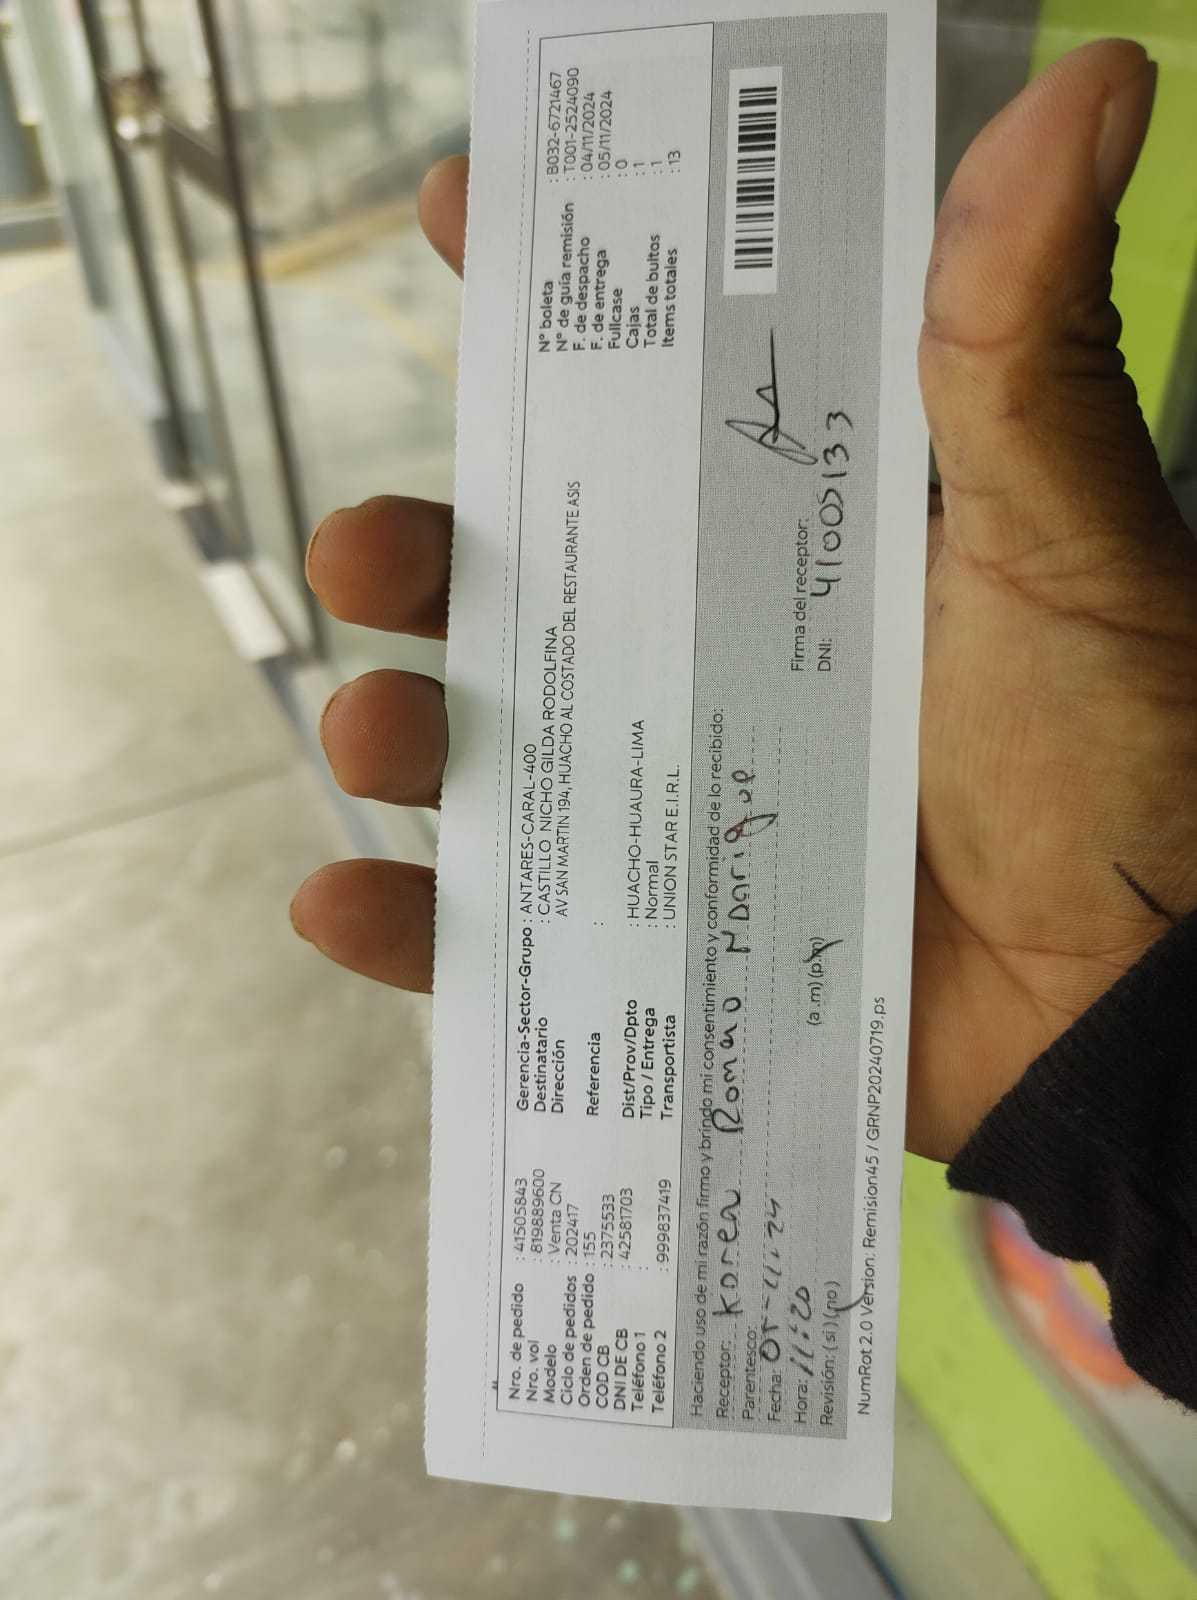 Nro. de pedido : 41505843
Nro. vol : 819889600
Modelo : Venta CN
Ciclo de pedidos : 202417
Orden de pedido : 155
COD CB : 2375533
DNI DE CB : 42581703
Teléfono 1 :
Teléfono 2 : 999837419
Gerencia-Sector-Grupo : ANTARES-CARAL-400
Destinatario : CASTILLO NICHO GILDA RODOLFINA
Dirección AV SAN MARTIN 194, HUACHO AL COSTADO DEL RESTAURANTE ASIS
Referencia :
Dist/Prov/Dpto : HUACHO-HUAURA-LIMA
Tipo / Entrega : Normal
Transportista : UNION STAR E.I.R.L.
N° boleta : B032-6721467
N° de guía remisión : T001-2524090
F. de despacho : 04/11/2024
F. de entrega : 05/11/2024
Fullcase : 0
Cajas : 1
Total de bultos : 1
Items totales : 13
Haciendo uso de mi razón firmo y brindo mi consentimiento y conformidad de lo recibido:
Receptor: Koren Romano
Parentesco:
Fecha:
Hora: 11:20 (a .m) (p.m)
Revisión: ( si ) ( no )
Firma del receptor:
DNI: 41005133
NumRot 2.0 Version: Remision45 / GRNP20240719.ps